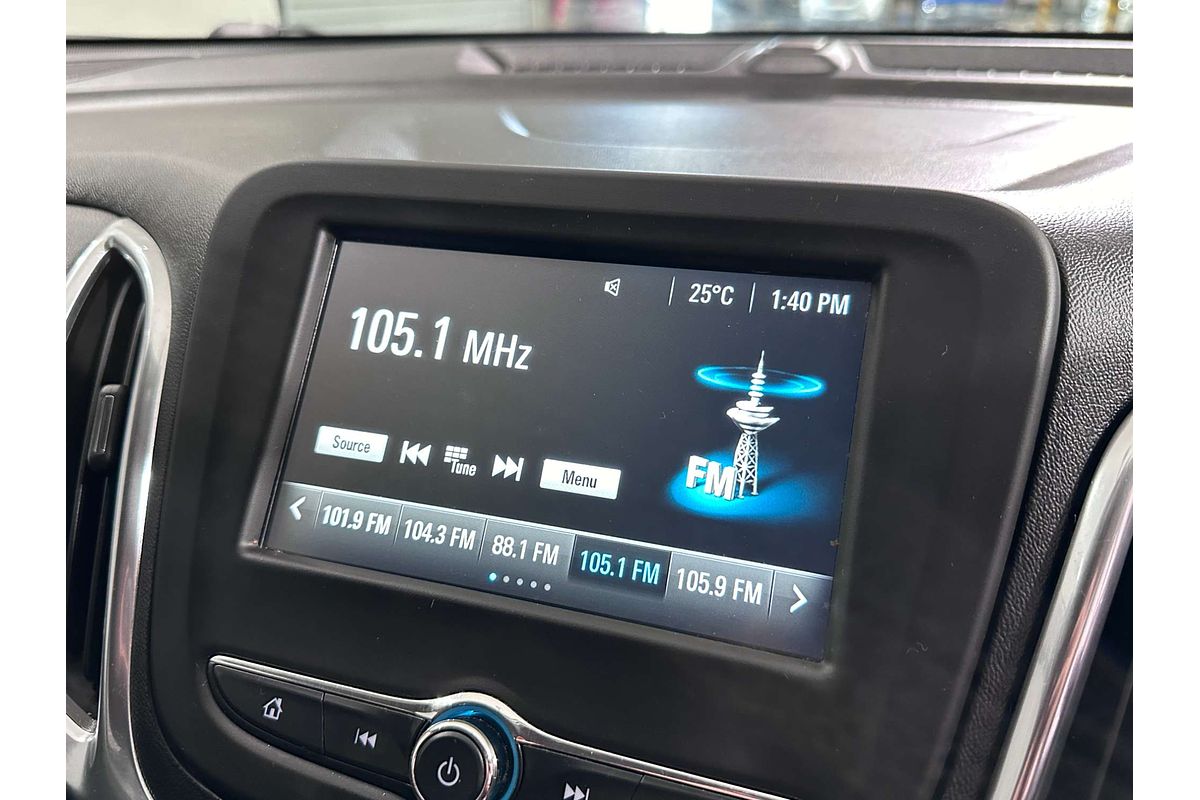 25°C 1:40 PM
105.1 MHz
Source Tune Menu
FM
101.9 FM 104.3 FM 88.1 FM 105.1 FM 105.9 FM